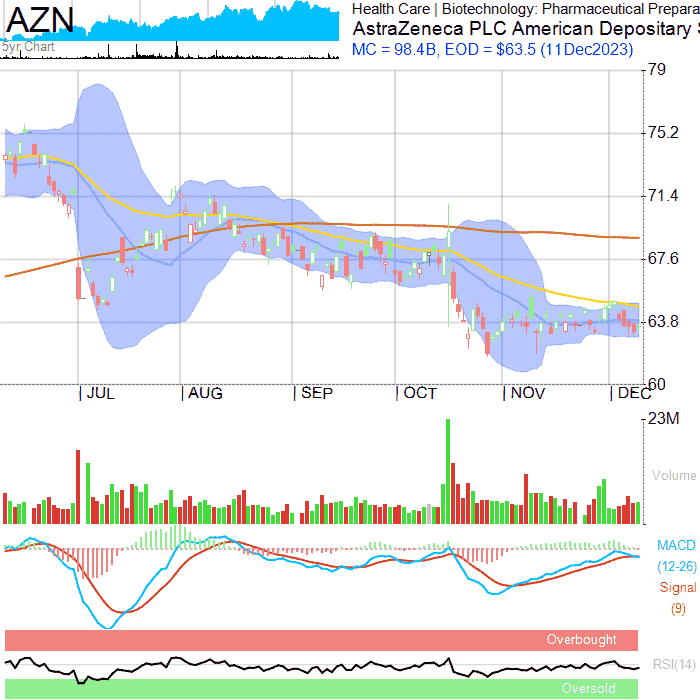 AZN
5yr. Chart
Health Care | Biotechnology: Pharmaceutical Prepara
AstraZeneca PLC American Depositary S
MC = 98.4B, EOD = $63.5 (11Dec2023)
79
75.2
71.4
67.6
63.8
60
| JUL | AUG | SEP | OCT | NOV | DEC
23M
Volume
MACD
(12-26)
Signal
(9)
Overbought
RSI(14)
Oversold